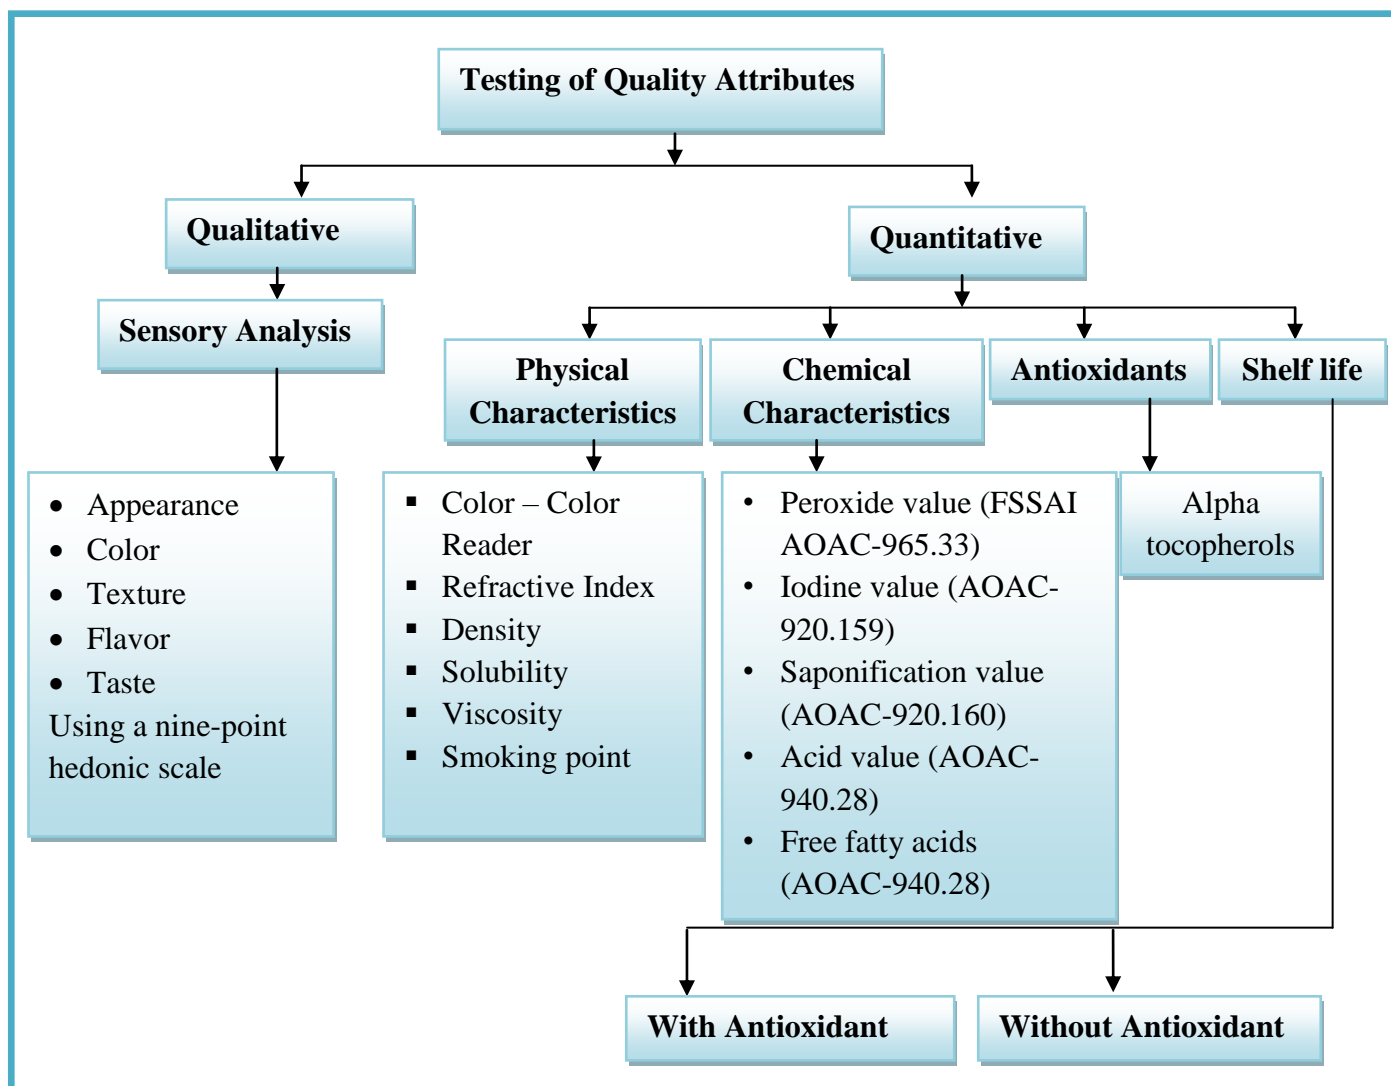 Testing of Quality Attributes
Qualitative
Quantitative
Sensory Analysis
Physical
Characteristics
Chemical
Characteristics
Antioxidants
Shelf life
• Appearance
• Color
• Texture
• Flavor
• Taste
Using a nine-point
hedonic scale
▪ Color – Color
Reader
▪ Refractive Index
▪ Density
▪ Solubility
▪ Viscosity
▪ Smoking point
• Peroxide value (FSSAI
AOAC-965.33)
• Iodine value (AOAC-
920.159)
• Saponification value
(AOAC-920.160)
• Acid value (AOAC-
940.28)
• Free fatty acids
(AOAC-940.28)
Alpha
tocopherols
With Antioxidant
Without Antioxidant